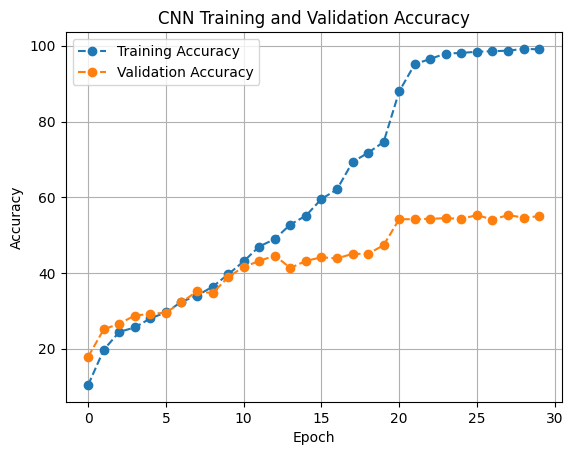 CNN Training and Validation Accuracy
Training Accuracy
Validation Accuracy
Accuracy
100
80
60
40
20
0 5 10 15 20 25 30
Epoch